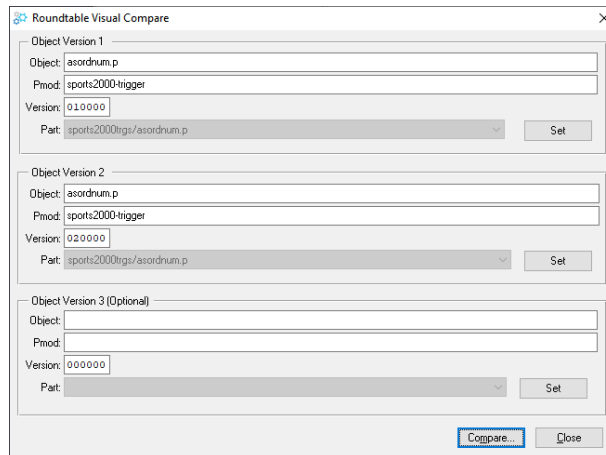 Roundtable Visual Compare
Object Version 1
Object: asordnum.p
Pmod: sports2000-trigger
Version: 010000
Part: sports2000trgs/asordnum.p Set
Object Version 2
Object: asordnum.p
Pmod: sports2000-trigger
Version: 020000
Part: sports2000trgs/asordnum.p Set
Object Version 3 (Optional)
Object:
Pmod:
Version: 000000
Part: Set
Compare... Close